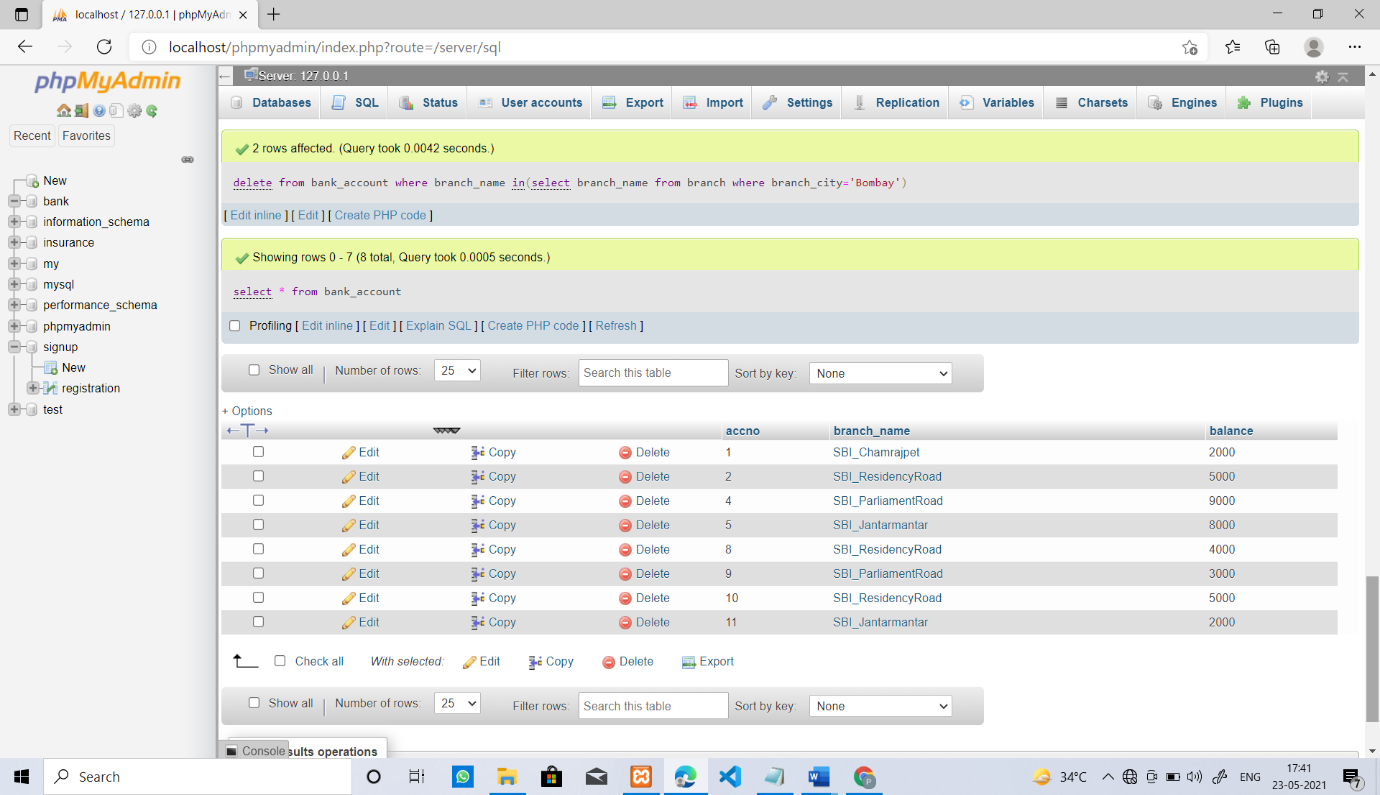 localhost / 127.0.0.1 | phpMyAdm
localhost/phpmyadmin/index.php?route=/server/sql
phpMyAdmin
Recent Favorites
New
bank
information_schema
insurance
my
mysql
performance_schema
phpmyadmin
signup
New
registration
test
Server: 127.0.0.1
Databases SQL Status User accounts Export Import Settings Replication Variables Charsets Engines Plugins
2 rows affected. (Query took 0.0042 seconds.)
delete from bank_account where branch_name in(select branch_name from branch where branch_city='Bombay')
[ Edit inline ] [ Edit ] [ Create PHP code ]
Showing rows 0 - 7 (8 total, Query took 0.0005 seconds.)
select * from bank_account
Profiling [ Edit inline ] [ Edit ] [ Explain SQL ] [ Create PHP code ] [ Refresh ]
Show all | Number of rows: 25 Filter rows: Search this table Sort by key: None
+ Options
accno branch_name balance
Edit Copy Delete 1 SBI_Chamrajpet 2000
Edit Copy Delete 2 SBI_ResidencyRoad 5000
Edit Copy Delete 4 SBI_ParliamentRoad 9000
Edit Copy Delete 5 SBI_Jantarmantar 8000
Edit Copy Delete 8 SBI_ResidencyRoad 4000
Edit Copy Delete 9 SBI_ParliamentRoad 3000
Edit Copy Delete 10 SBI_ResidencyRoad 5000
Edit Copy Delete 11 SBI_Jantarmantar 2000
Check all With selected: Edit Copy Delete Export
Show all | Number of rows: 25 Filter rows: Search this table Sort by key: None
Console sults operations
Search
34°C ENG 17:41
23-05-2021
7